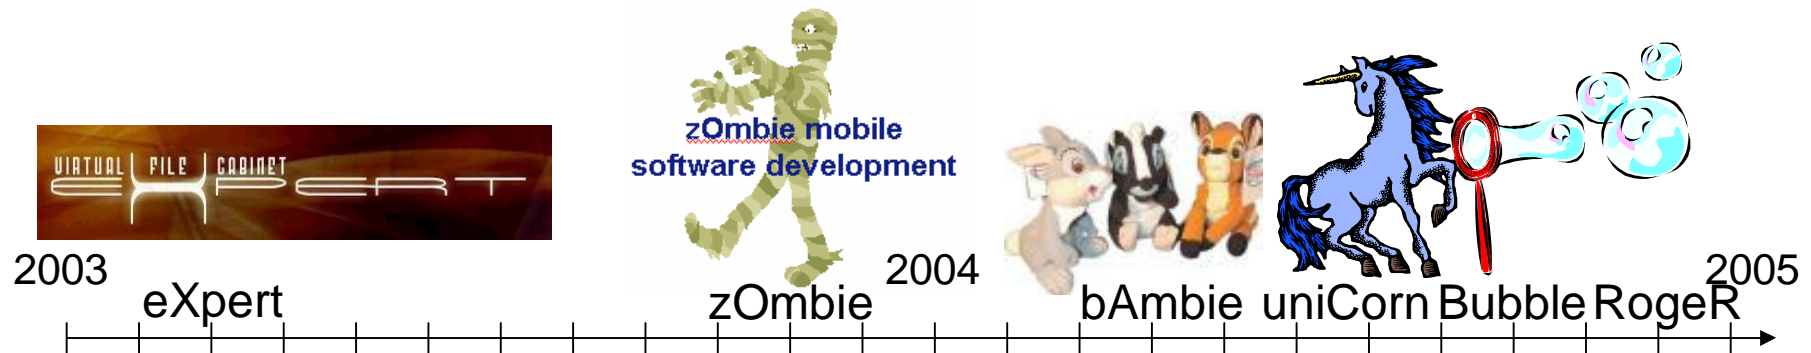 VIRTUAL FILE CABINET
EXPERT
zOmbie mobile
software development
2003
2004
2005
eXpert
zOmbie
bAmbie
uniCorn
Bubble
RogeR